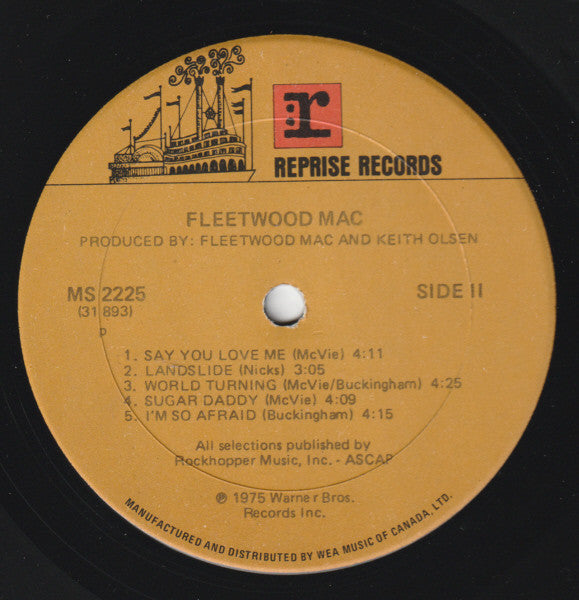 r
REPRISE RECORDS
FLEETWOOD MAC
PRODUCED BY: FLEETWOOD MAC AND KEITH OLSEN
MS 2225
SIDE II
(31 893)
p
1. SAY YOU LOVE ME (McVie) 4:11
2. LANDSLIDE (Nicks) 3:05
3. WORLD TURNING (McVie/Buckingham) 4:25
4. SUGAR DADDY (McVie) 4:09
5. I'M SO AFRAID (Buckingham) 4:15
All selections published by
Rockhopper Music, Inc. - ASCAP
℗ 1975 Warner Bros.
Records Inc.
MANUFACTURED AND DISTRIBUTED BY WEA MUSIC OF CANADA, LTD.